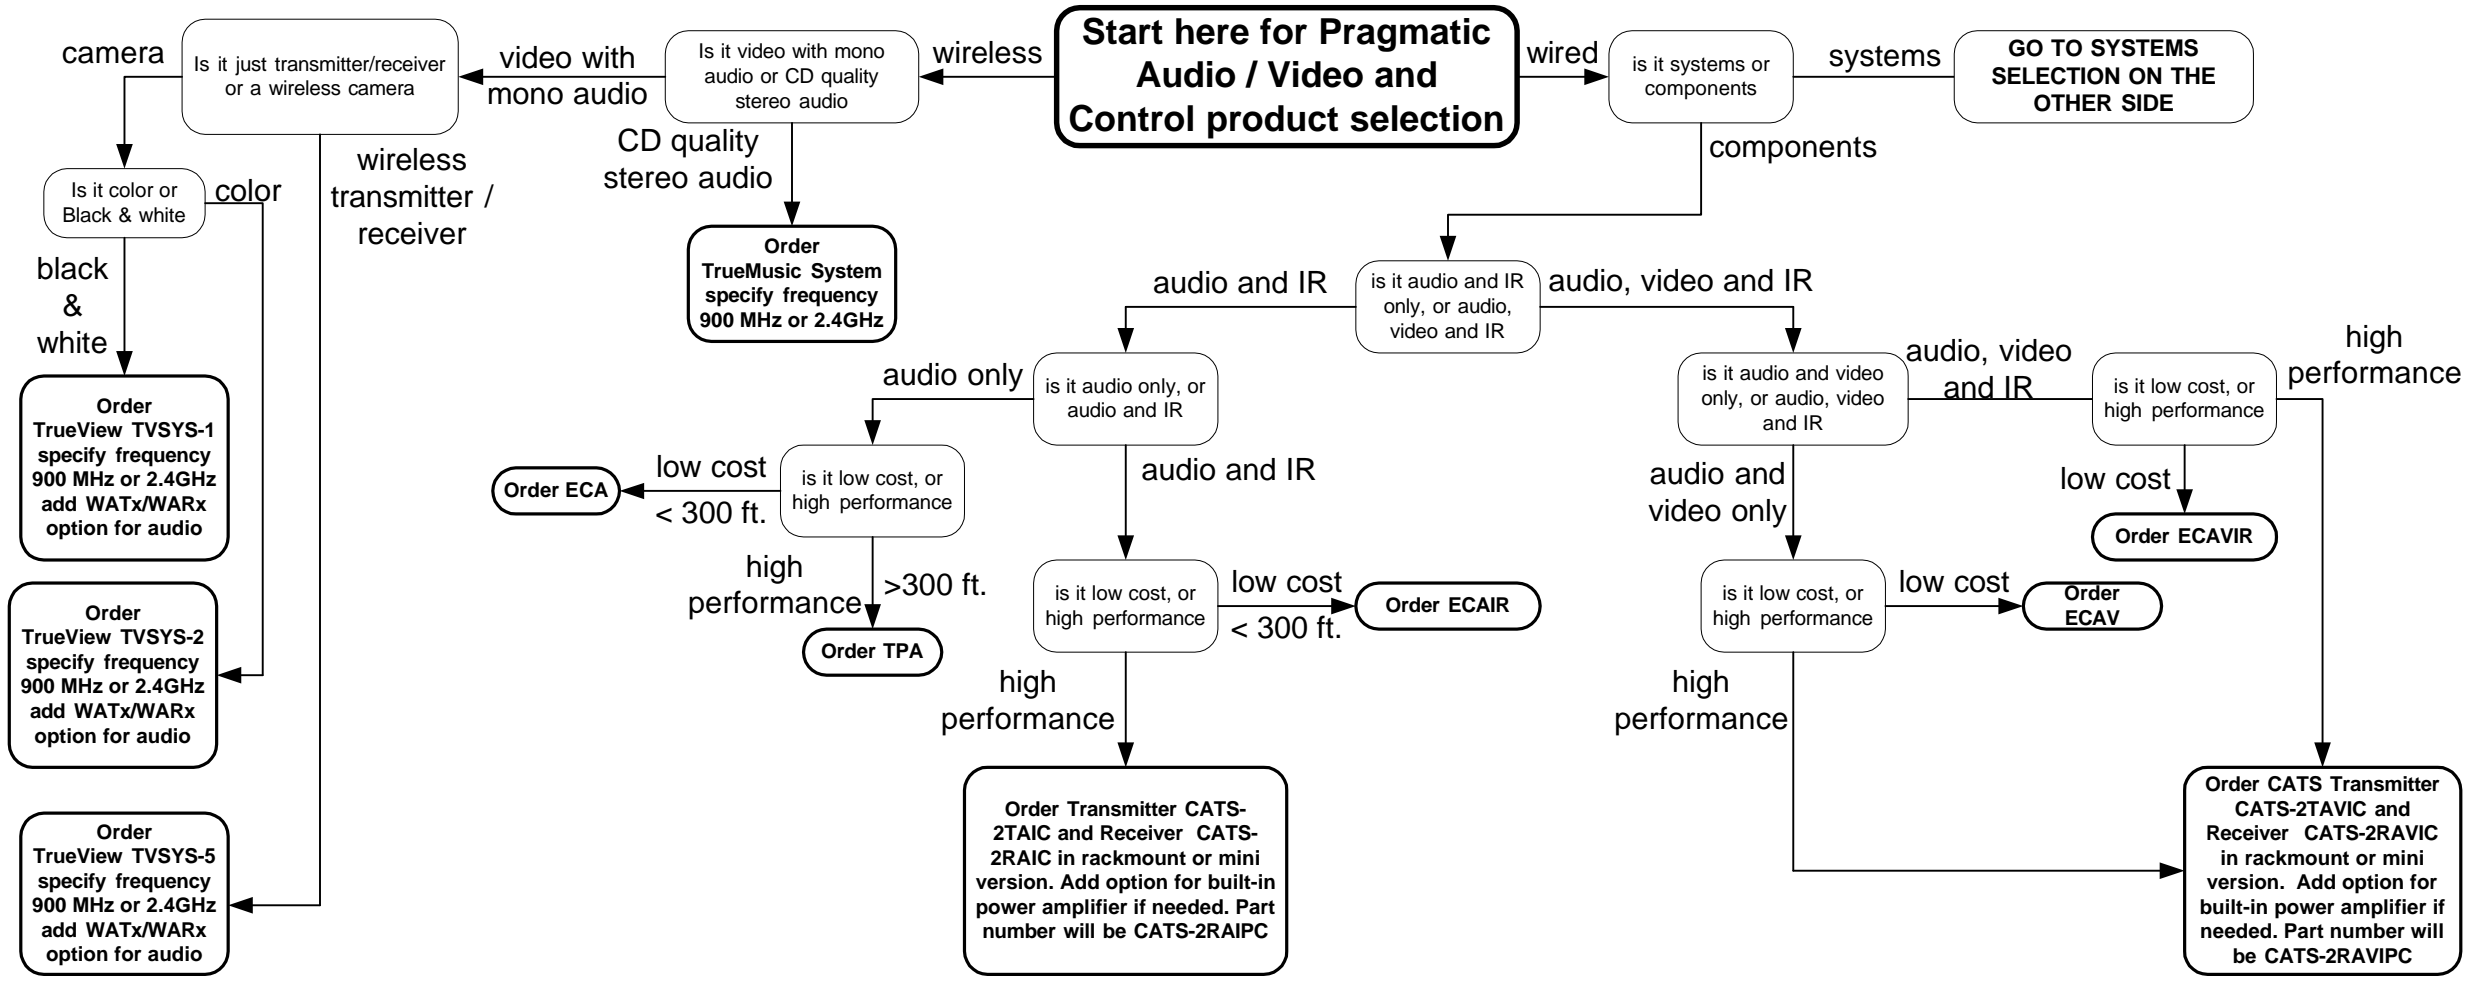 Start here for Pragmatic
Audio / Video and
Control product selection
wireless
Is it video with mono
audio or CD quality
stereo audio
video with
mono audio
Is it just transmitter/receiver
or a wireless camera
camera
Is it color or
Black & white
color
black
&
white
Order
TrueView TVSYS-1
specify frequency
900 MHz or 2.4GHz
add WATx/WARx
option for audio
Order
TrueView TVSYS-2
specify frequency
900 MHz or 2.4GHz
add WATx/WARx
option for audio
wireless
transmitter /
receiver
Order
TrueView TVSYS-5
specify frequency
900 MHz or 2.4GHz
add WATx/WARx
option for audio
CD quality
stereo audio
Order
TrueMusic System
specify frequency
900 MHz or 2.4GHz
wired
is it systems or
components
systems
GO TO SYSTEMS
SELECTION ON THE
OTHER SIDE
components
is it audio and IR
only, or audio,
video and IR
audio and IR
is it audio only, or
audio and IR
audio only
is it low cost, or
high performance
low cost
< 300 ft.
Order ECA
high
performance
>300 ft.
Order TPA
audio and IR
is it low cost, or
high performance
low cost
< 300 ft.
Order ECAIR
high
performance
Order Transmitter CATS-
2TAIC and Receiver CATS-
2RAIC in rackmount or mini
version. Add option for built-in
power amplifier if needed. Part
number will be CATS-2RAIPC
audio, video and IR
is it audio and video
only, or audio, video
and IR
audio, video
and IR
is it low cost, or
high performance
high
performance
low cost
Order ECAVIR
audio and
video only
is it low cost, or
high performance
low cost
Order
ECAV
high
performance
Order CATS Transmitter
CATS-2TAVIC and
Receiver CATS-2RAVIC
in rackmount or mini
version. Add option for
built-in power amplifier if
needed. Part number will
be CATS-2RAVIPC